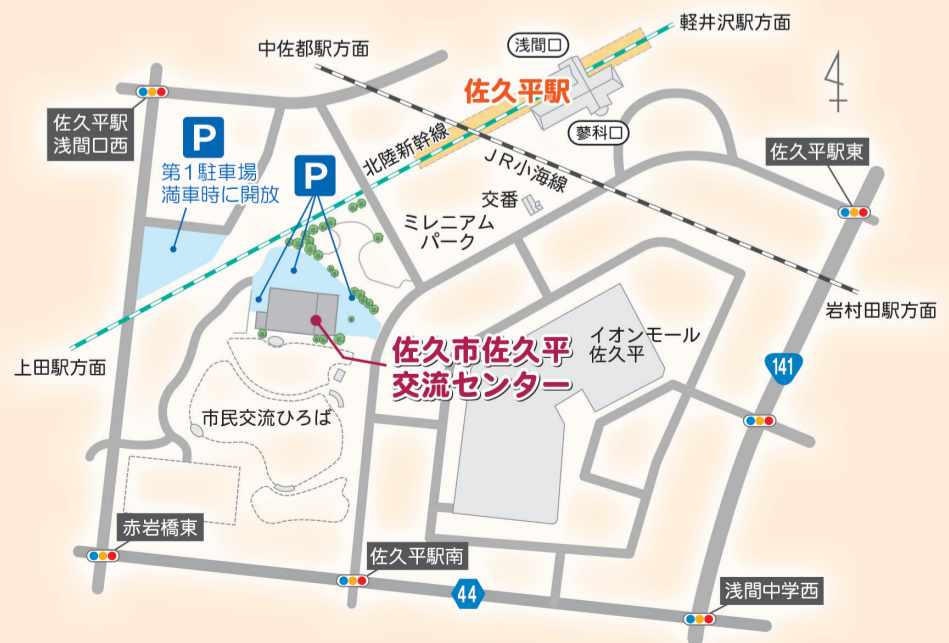 軽井沢駅方面
浅間口
中佐都駅方面
佐久平駅
佐久平駅
浅間口西
P
第1駐車場
満車時に開放
P
北陸新幹線
蓼科口
JR小海線
佐久平駅東
交番
ミレニアム
パーク
岩村田駅方面
イオンモール
佐久平
佐久市佐久平
交流センター
141
上田駅方面
市民交流ひろば
赤岩橋東
佐久平駅南
44
浅間中学西